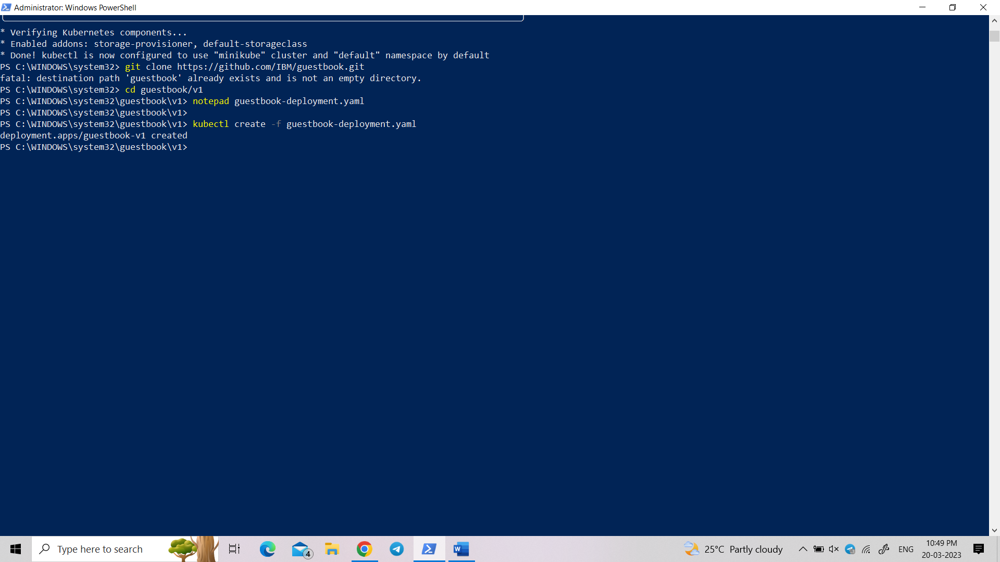 Administrator: Windows PowerShell
* Verifying Kubernetes components...
* Enabled addons: storage-provisioner, default-storageclass
* Done! kubectl is now configured to use "minikube" cluster and "default" namespace by default
PS C:\WINDOWS\system32> git clone https://github.com/IBM/guestbook.git
fatal: destination path 'guestbook' already exists and is not an empty directory.
PS C:\WINDOWS\system32> cd guestbook/v1
PS C:\WINDOWS\system32\guestbook\v1> notepad guestbook-deployment.yaml
PS C:\WINDOWS\system32\guestbook\v1>
PS C:\WINDOWS\system32\guestbook\v1> kubectl create -f guestbook-deployment.yaml
deployment.apps/guestbook-v1 created
PS C:\WINDOWS\system32\guestbook\v1>
Type here to search
4
W
25°C Partly cloudy
ENG
10:49 PM
20-03-2023